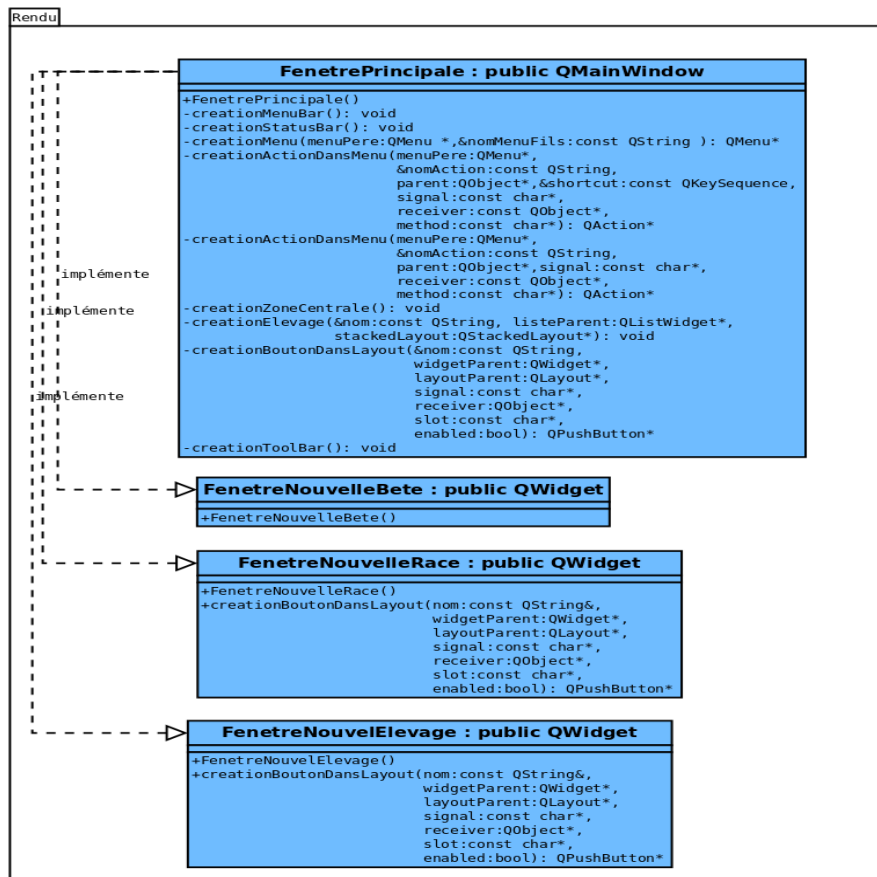 Rendu
FenetrePrincipale : public QMainWindow
+FenetrePrincipale()
-creationMenuBar(): void
-creationStatusBar(): void
-creationMenu(menuPere:QMenu *,&nomMenuFils:const QString ): QMenu*
-creationActionDansMenu(menuPere:QMenu*,
&nomAction:const QString,
parent:QObject*,&shortcut:const QKeySequence,
signal:const char*,
receiver:const QObject*,
method:const char*): QAction*
-creationActionDansMenu(menuPere:QMenu*,
&nomAction:const QString,
parent:QObject*,signal:const char*,
receiver:const QObject*,
method:const char*): QAction*
-creationZoneCentrale(): void
-creationElevage(&nom:const QString, listeParent:QListWidget*,
stackedLayout:QStackedLayout*): void
-creationBoutonDansLayout(&nom:const QString,
widgetParent:QWidget*,
layoutParent:QLayout*,
signal:const char*,
receiver:QObject*,
slot:const char*,
enabled:bool): QPushButton*
-creationToolBar(): void
implémente
implémente
implémente
FenetreNouvelleBete : public QWidget
+FenetreNouvelleBete()
FenetreNouvelleRace : public QWidget
+FenetreNouvelleRace()
+creationBoutonDansLayout(nom:const QString&,
widgetParent:QWidget*,
layoutParent:QLayout*,
signal:const char*,
receiver:QObject*,
slot:const char*,
enabled:bool): QPushButton*
FenetreNouvelElevage : public QWidget
+FenetreNouvelElevage()
+creationBoutonDansLayout(nom:const QString&,
widgetParent:QWidget*,
layoutParent:QLayout*,
signal:const char*,
receiver:QObject*,
slot:const char*,
enabled:bool): QPushButton*